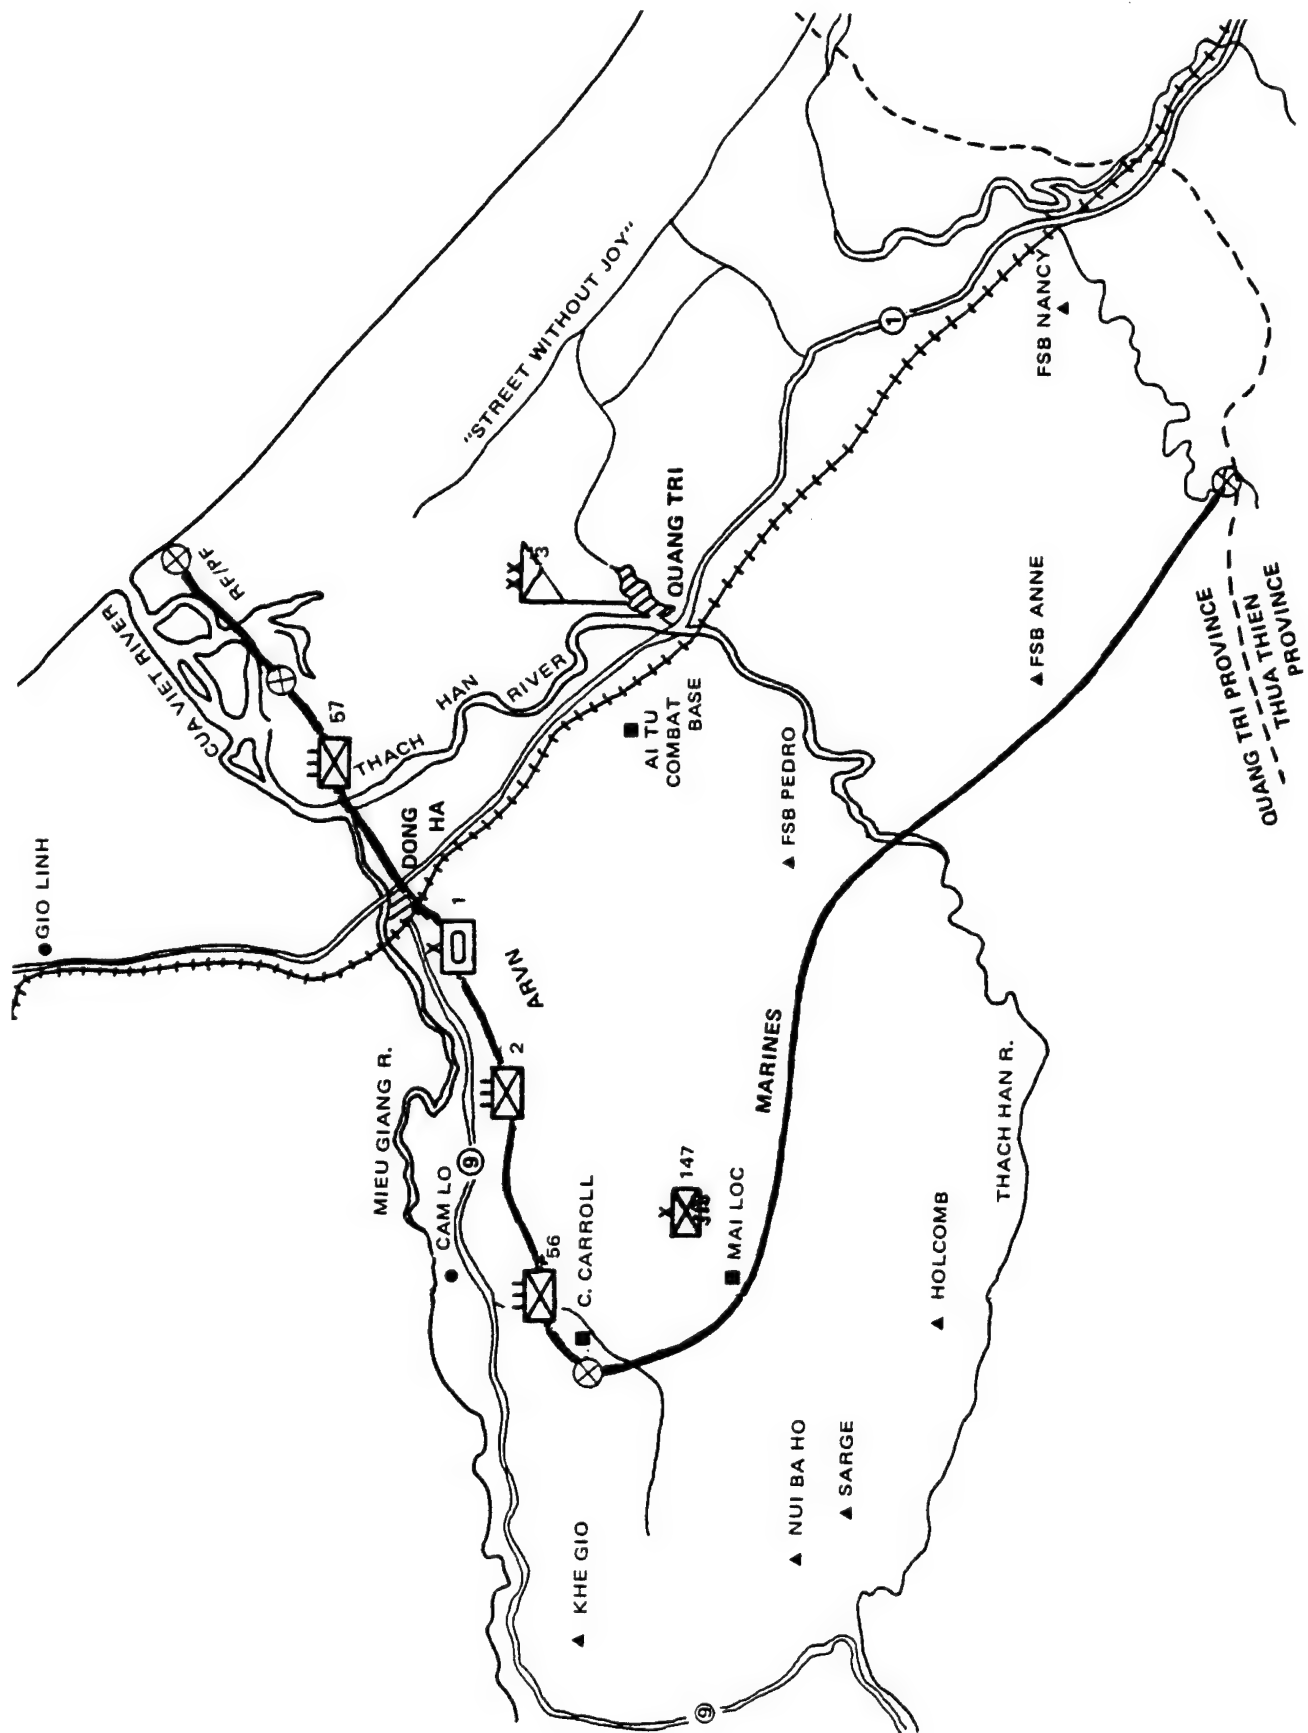 GIO LINH
CUA VIET RIVER
RF/PF
57
THACH
HAN
RIVER
DONG
HA
1
ARVN
2
MIEU GIANG R.
CAM LO
9
56
C. CARROLL
147
MAI LOC
MARINES
"STREET WITHOUT JOY"
XX
3
QUANG TRI
AI TU
COMBAT
BASE
FSB PEDRO
1
FSB NANCY
FSB ANNE
QUANG TRI PROVINCE
THUA THIEN
PROVINCE
THACH HAN R.
HOLCOMB
SARGE
NUI BA HO
KHE GIO
9